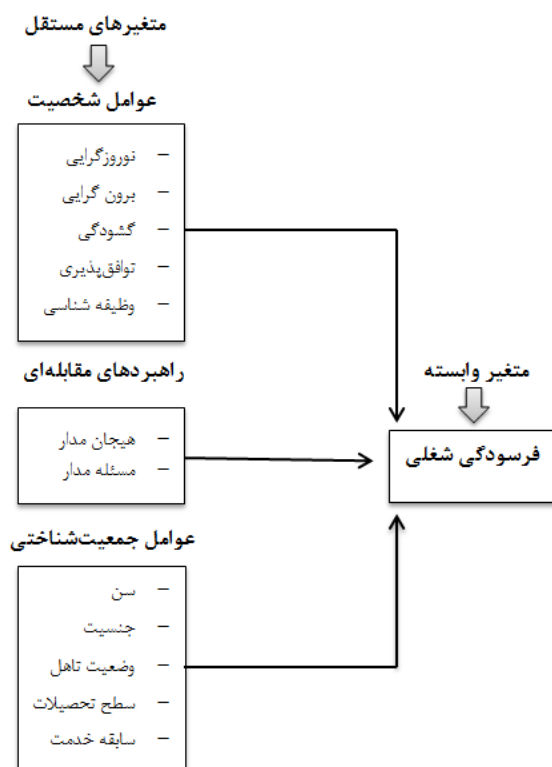 متغیرهای مستقل
عوامل شخصیت
– نوروزگرایی
– برون گرایی
– گشودگی
– توافق‌پذیری
– وظیفه شناسی
راهبردهای مقابله‌ای
– هیجان مدار
– مسئله مدار
عوامل جمعیت‌شناختی
– سن
– جنسیت
– وضعیت تاهل
– سطح تحصیلات
– سابقه خدمت
متغیر وابسته
فرسودگی شغلی